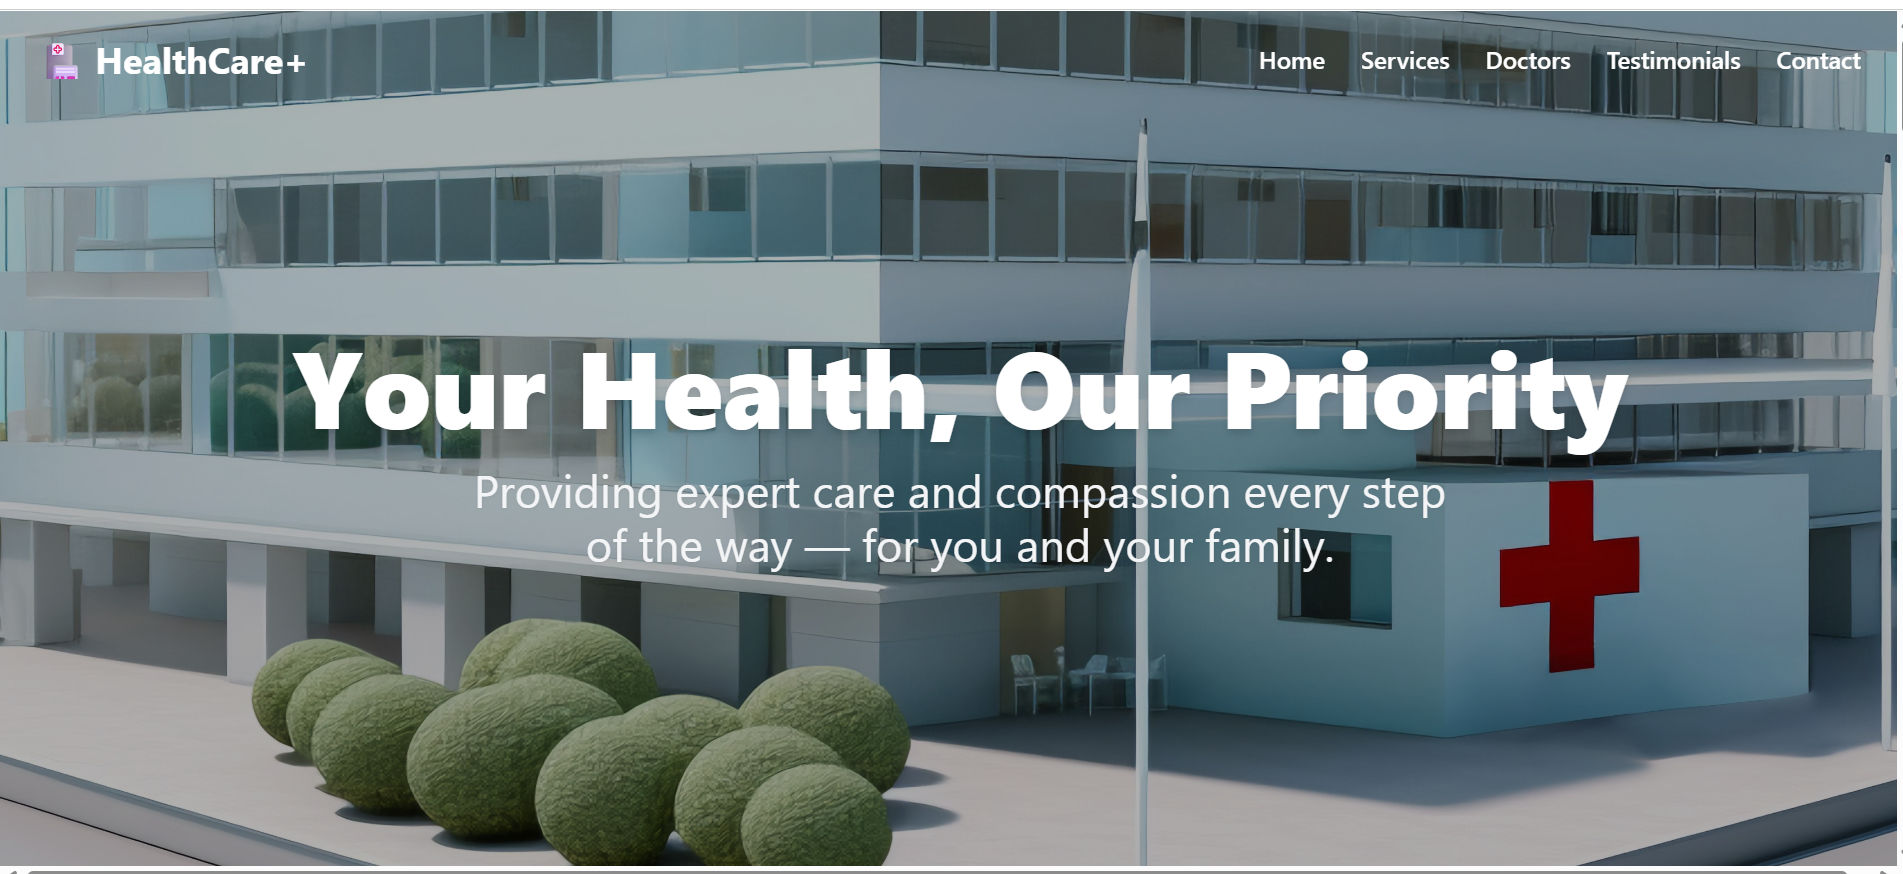 HealthCare+
Home Services Doctors Testimonials Contact
Your Health, Our Priority
Providing expert care and compassion every step
of the way — for you and your family.